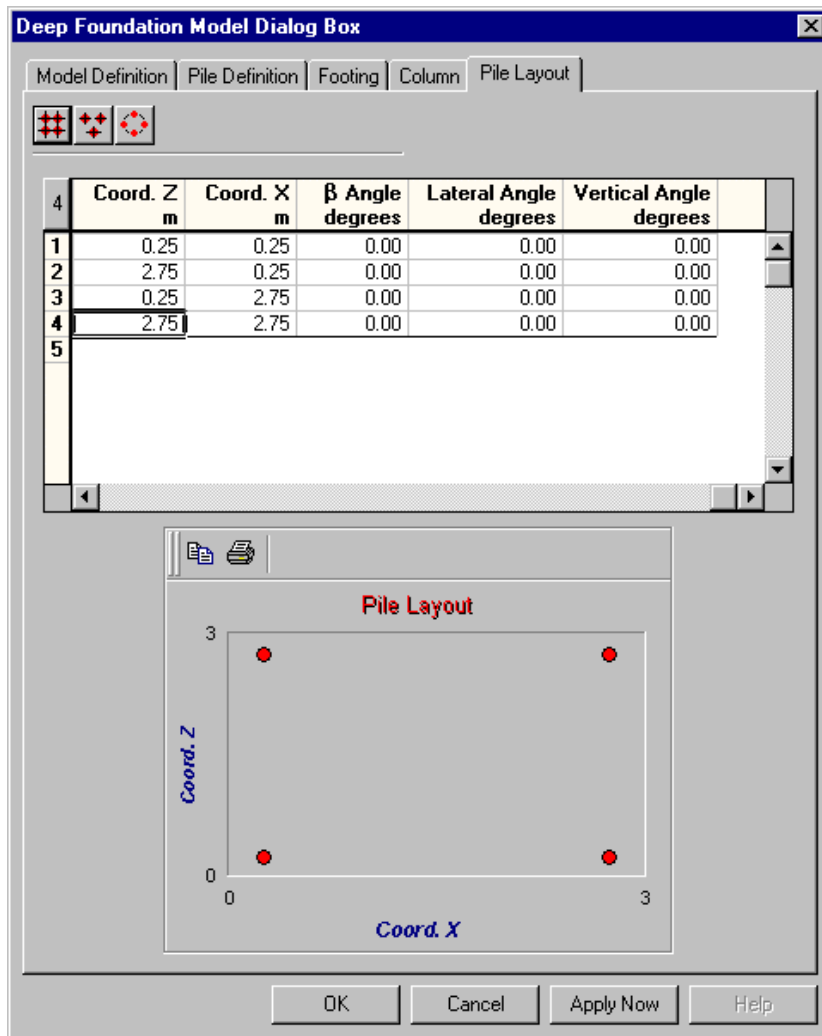 Deep Foundation Model Dialog Box
Model Definition Pile Definition Footing Column Pile Layout
4 Coord. Z Coord. X β Angle Lateral Angle Vertical Angle
m m degrees degrees degrees
1 0.25 0.25 0.00 0.00 0.00
2 2.75 0.25 0.00 0.00 0.00
3 0.25 2.75 0.00 0.00 0.00
4 2.75 2.75 0.00 0.00 0.00
5
Pile Layout
3
Coord. Z
0
0 3
Coord. X
OK Cancel Apply Now Help